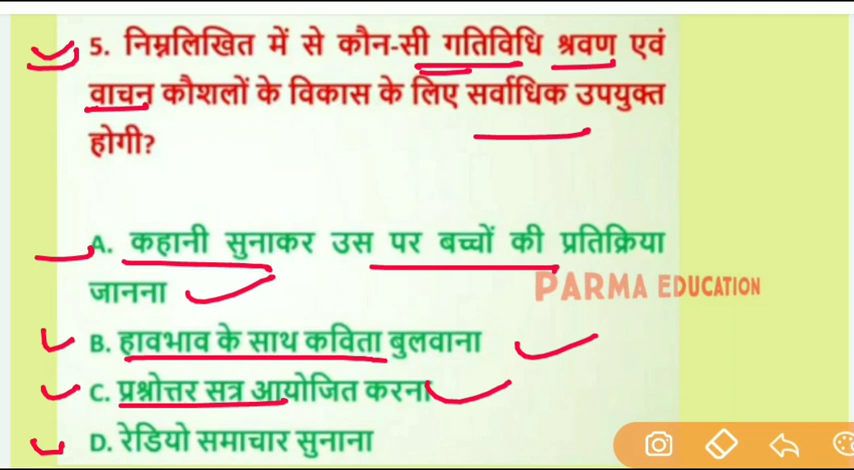 5. निम्नलिखित में से कौन-सी गतिविधि श्रवण एवं
वाचन कौशलों के विकास के लिए सर्वाधिक उपयुक्त
होगी?
A. कहानी सुनाकर उस पर बच्चों की प्रतिक्रिया
जानना
PARMA EDUCATION
B. हावभाव के साथ कविता बुलवाना
C. प्रश्नोत्तर सत्र आयोजित करना
D. रेडियो समाचार सुनाना